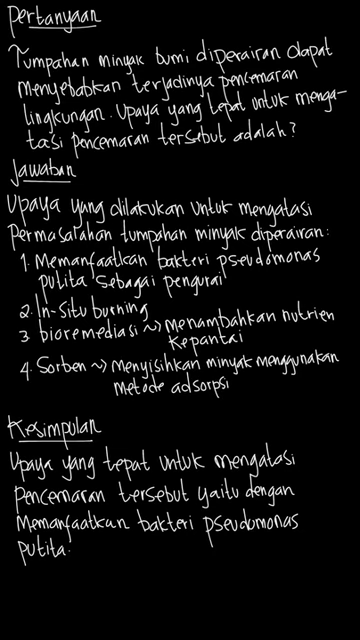 Pertanyaan
Tumpahan minyak bumi diperairan dapat
menyebabkan terjadinya pencemaran
lingkungan. Upaya yang tepat untuk menga-
tasi pencemaran tersebut adalah?
Jawaban
Upaya yang dilakukan untuk mengatasi
Permasalahan tumpahan minyak diperairan:
1. Memanfaatkan bakteri pseudomonas
putita sebagai pengurai
2. In-situ burning
3. bioremediasi ~> menambahkan nutrien
kepantai
4. Sorben ~> Menyisihkan minyak menggunakan
metode adsorpsi
Kesimpulan
Upaya yang tepat untuk mengatasi
pencemaran tersebut yaitu dengan
Memanfaatkan bakteri pseudomonas
putita.